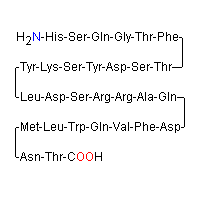 H2N-His-Ser-Gln-Gly-Thr-Phe
Tyr-Lys-Ser-Tyr-Asp-Ser-Thr
Leu-Asp-Ser-Arg-Arg-Ala-Gln
Met-Leu-Trp-Gln-Val-Phe-Asp
Asn-Thr-COOH